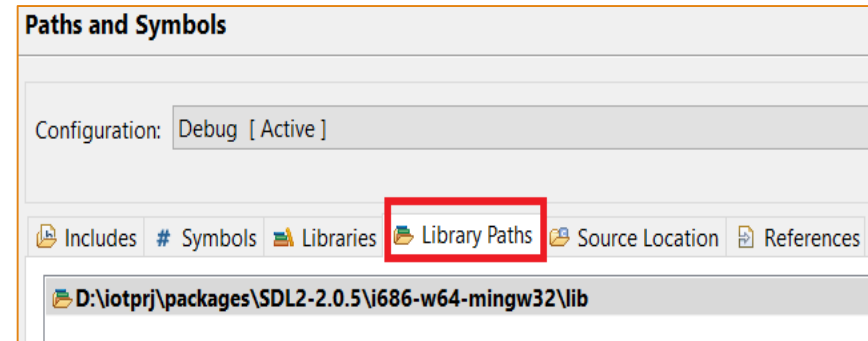 Paths and Symbols
Configuration: Debug [ Active ]
Includes # Symbols Libraries Library Paths Source Location References
D:\iotprj\packages\SDL2-2.0.5\i686-w64-mingw32\lib